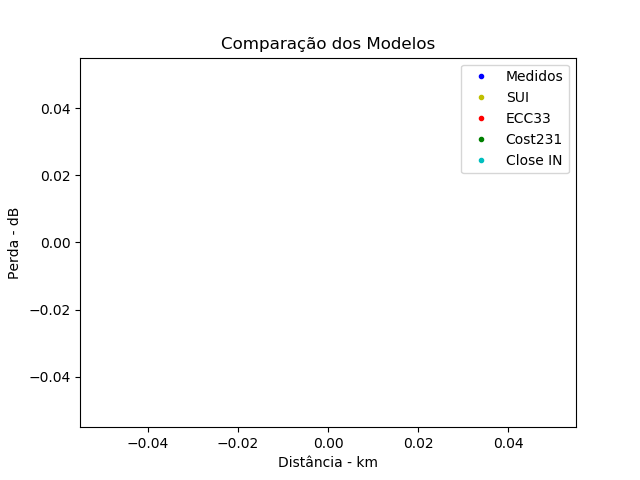 Comparação dos Modelos
Medidos
SUI
ECC33
Cost231
Close IN
0.04
0.02
0.00
−0.02
−0.04
Perda - dB
−0.04
−0.02
0.00
0.02
0.04
Distância - km